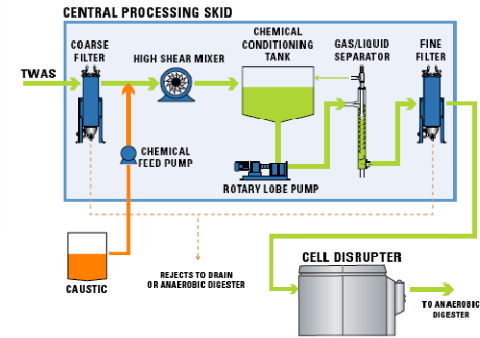 CENTRAL PROCESSING SKID
COARSE
FILTER
HIGH SHEAR MIXER
CHEMICAL
CONDITIONING
TANK
GAS/LIQUID
SEPARATOR
FINE
FILTER
TWAS
CHEMICAL
FEED PUMP
ROTARY LOBE PUMP
CAUSTIC
REJECTS TO DRAIN
OR ANAEROBIC DIGESTER
CELL DISRUPTER
TO ANAEROBIC
DIGESTER